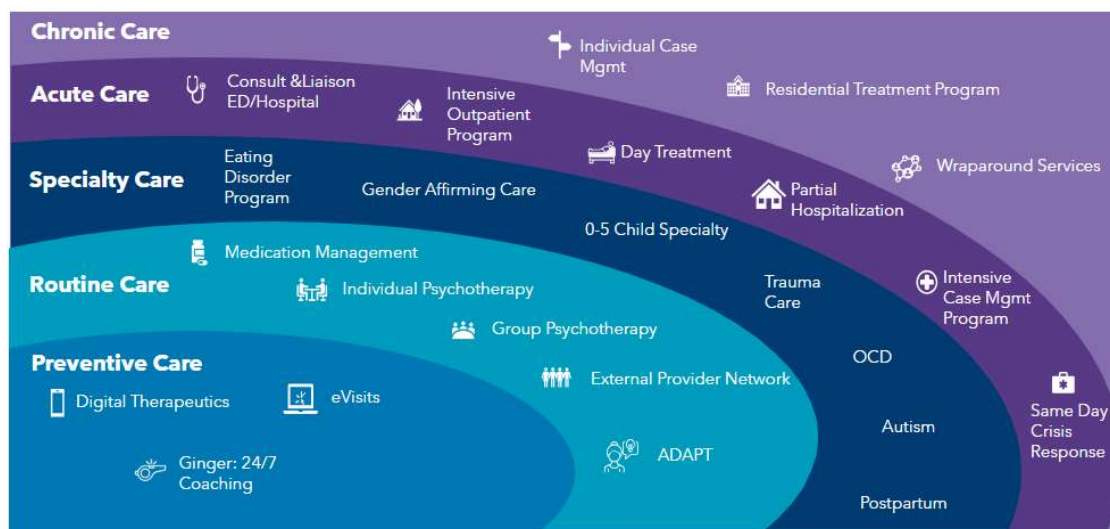 Chronic Care
Individual Case
Mgmt
Residential Treatment Program
Wraparound Services
Acute Care
Consult &Liaison
ED/Hospital
Intensive
Outpatient
Program
Day Treatment
Partial
Hospitalization
Intensive
Case Mgmt
Program
Same Day
Crisis
Response
Specialty Care
Eating
Disorder
Program
Gender Affirming Care
0-5 Child Specialty
Trauma
Care
OCD
Autism
Postpartum
Routine Care
Medication Management
Individual Psychotherapy
Group Psychotherapy
External Provider Network
ADAPT
Preventive Care
Digital Therapeutics
eVisits
Ginger: 24/7
Coaching